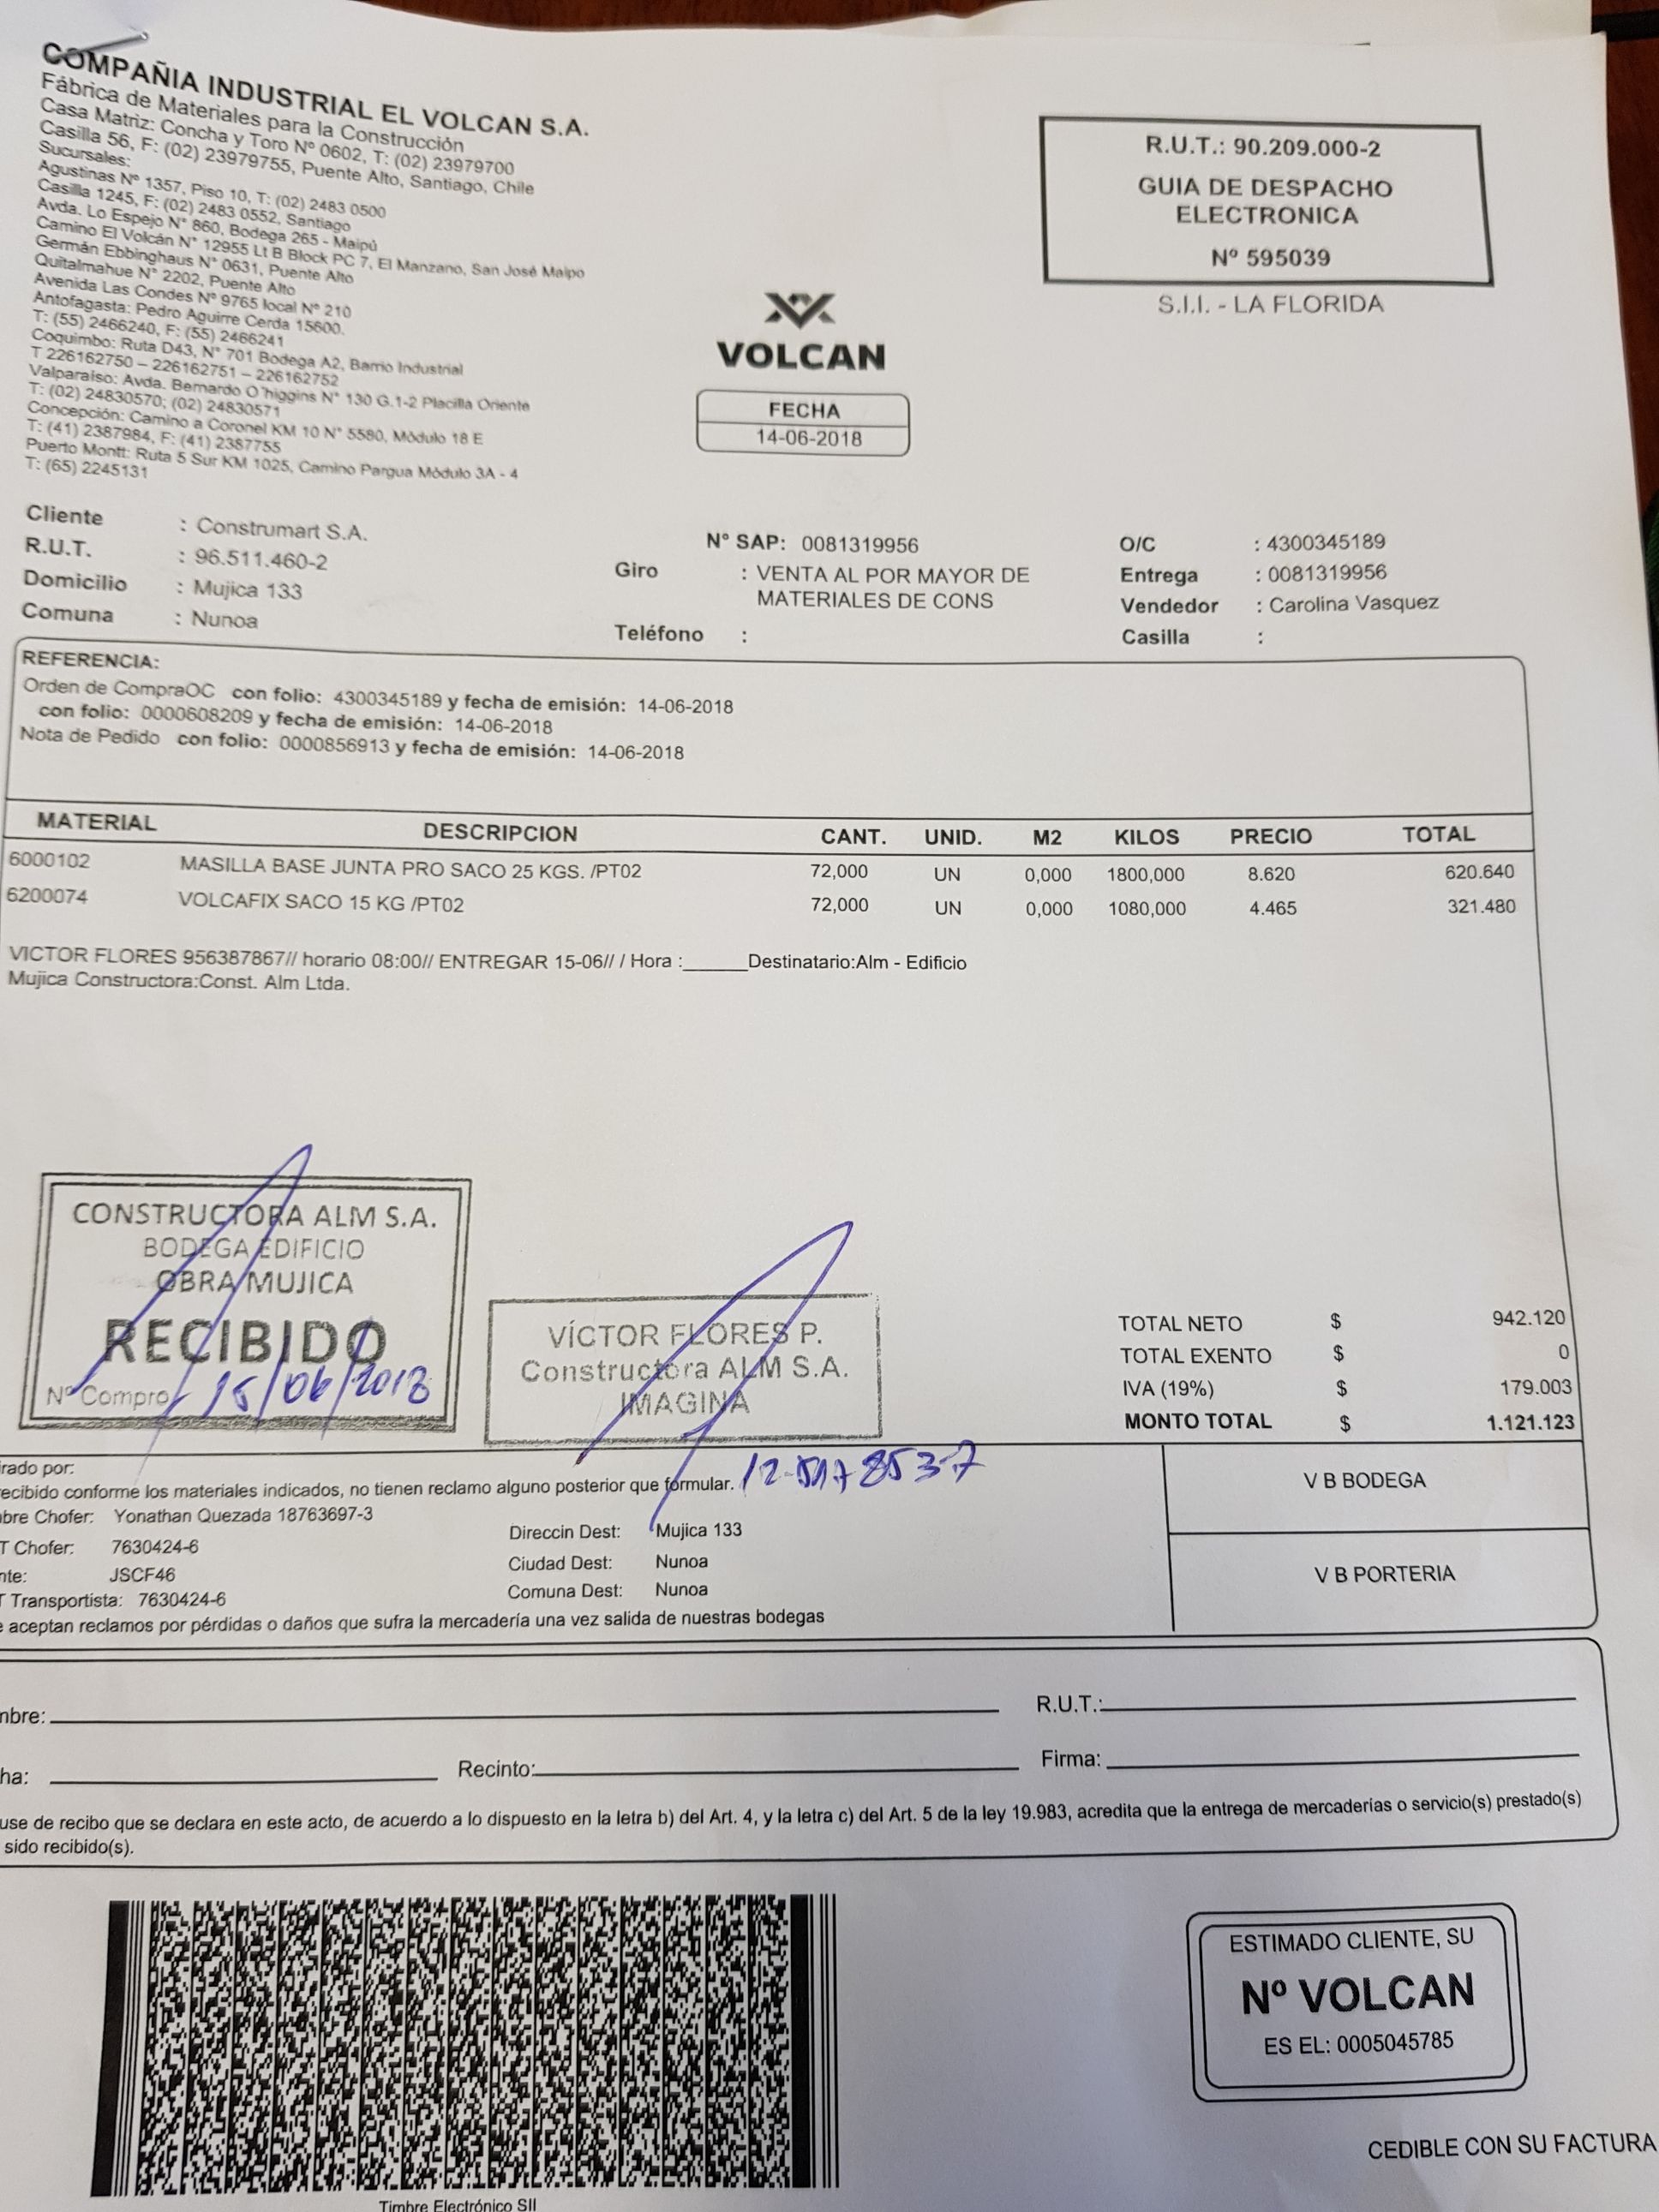 COMPAÑIA INDUSTRIAL EL VOLCAN S.A.
Fábrica de Materiales para la Construcción
Casa Matriz: Concha y Toro Nº 0602, T: (02) 23979700
Casilla 56, F: (02) 23979755, Puente Alto, Santiago, Chile
Sucursales:
Agustinas Nº 1357, Piso 10, T: (02) 2483 0500
Casilla 1245, F: (02) 2483 0552, Santiago
Avda. Lo Espejo N° 860, Bodega 265 - Maipú
Camino El Volcán N° 12955 Lt B Block PC 7, El Manzano, San José Maipo
Germán Ebbinghaus N° 0631, Puente Alto
Quitalmahue N° 2202, Puente Alto
Avenida Las Condes Nº 9765 local Nº 210
Antofagasta: Pedro Aguirre Cerda 15600.
T: (55) 2466240, F: (55) 2466241
Coquimbo: Ruta D43, N° 701 Bodega A2, Barrio Industrial
T 226162750 – 226162751 – 226162752
Valparaíso: Avda. Bernardo O´higgins N° 130 G.1-2 Placilla Oriente
T: (02) 24830570; (02) 24830571
Concepción: Camino a Coronel KM 10 N° 5580, Módulo 18 E
T: (41) 2387984, F: (41) 2387755
Puerto Montt: Ruta 5 Sur KM 1025, Camino Pargua Módulo 3A - 4
T: (65) 2245131
R.U.T.: 90.209.000-2
GUIA DE DESPACHO
ELECTRONICA
Nº 595039
S.I.I. - LA FLORIDA
VOLCAN
FECHA
14-06-2018
Cliente : Construmart S.A.
R.U.T. : 96.511.460-2
Domicilio : Mujica 133
Comuna : Nunoa
N° SAP: 0081319956
Giro : VENTA AL POR MAYOR DE
MATERIALES DE CONS
Teléfono :
O/C : 4300345189
Entrega : 0081319956
Vendedor : Carolina Vasquez
Casilla :
REFERENCIA:
Orden de CompraOC con folio: 4300345189 y fecha de emisión: 14-06-2018
con folio: 0000608209 y fecha de emisión: 14-06-2018
Nota de Pedido con folio: 0000856913 y fecha de emisión: 14-06-2018
MATERIAL DESCRIPCION CANT. UNID. M2 KILOS PRECIO TOTAL
6000102 MASILLA BASE JUNTA PRO SACO 25 KGS. /PT02 72,000 UN 0,000 1800,000 8.620 620.640
6200074 VOLCAFIX SACO 15 KG /PT02 72,000 UN 0,000 1080,000 4.465 321.480
VICTOR FLORES 956387867// horario 08:00// ENTREGAR 15-06// / Hora :______Destinatario:Alm - Edificio
Mujica Constructora:Const. Alm Ltda.
CONSTRUCTORA ALM S.A.
BODEGA EDIFICIO
OBRA MUJICA
RECIBIDO
Nº Compro 15/06/2018
VÍCTOR FLORES P.
Constructora ALM S.A.
IMAGINA
TOTAL NETO $ 942.120
TOTAL EXENTO $ 0
IVA (19%) $ 179.003
MONTO TOTAL $ 1.121.123
rado por:
ecibido conforme los materiales indicados, no tienen reclamo alguno posterior que formular.
bre Chofer: Yonathan Quezada 18763697-3
T Chofer: 7630424-6
nte: JSCF46
T Transportista: 7630424-6
Direccin Dest: Mujica 133
Ciudad Dest: Nunoa
Comuna Dest: Nunoa
e aceptan reclamos por pérdidas o daños que sufra la mercadería una vez salida de nuestras bodegas
V B BODEGA
V B PORTERIA
mbre:
R.U.T.:
ha:
Recinto:
Firma:
use de recibo que se declara en este acto, de acuerdo a lo dispuesto en la letra b) del Art. 4, y la letra c) del Art. 5 de la ley 19.983, acredita que la entrega de mercaderías o servicio(s) prestado(s)
sido recibido(s).
Timbre Electrónico SII
ESTIMADO CLIENTE, SU
Nº VOLCAN
ES EL: 0005045785
CEDIBLE CON SU FACTURA